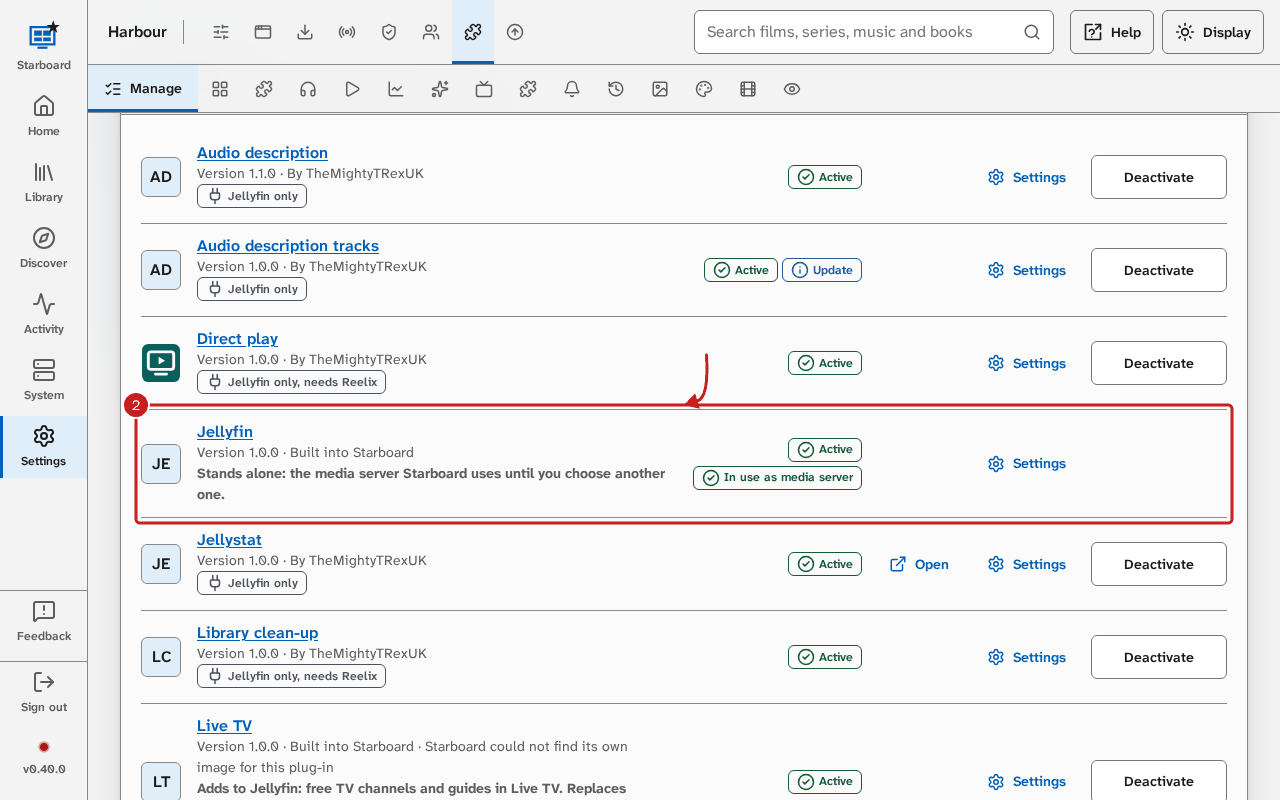 Starboard
Home
Library
Discover
Activity
System
Settings
Feedback
Sign out
v0.40.0
Harbour
Search films, series, music and books
Help
Display
Manage
AD
Audio description
Version 1.1.0 · By TheMightyTRexUK
Jellyfin only
Active
Settings
Deactivate
AD
Audio description tracks
Version 1.0.0 · By TheMightyTRexUK
Jellyfin only
Active
Update
Settings
Deactivate
Direct play
Version 1.0.0 · By TheMightyTRexUK
Jellyfin only, needs Reelix
Active
Settings
Deactivate
2
JE
Jellyfin
Version 1.0.0 · Built into Starboard
Stands alone: the media server Starboard uses until you choose another
one.
Active
In use as media server
Settings
JE
Jellystat
Version 1.0.0 · By TheMightyTRexUK
Jellyfin only
Active
Open
Settings
Deactivate
LC
Library clean-up
Version 1.0.0 · By TheMightyTRexUK
Jellyfin only, needs Reelix
Active
Settings
Deactivate
LT
Live TV
Version 1.0.0 · Built into Starboard · Starboard could not find its own
image for this plug-in
Adds to Jellyfin: free TV channels and guides in Live TV. Replaces
Active
Settings
Deactivate